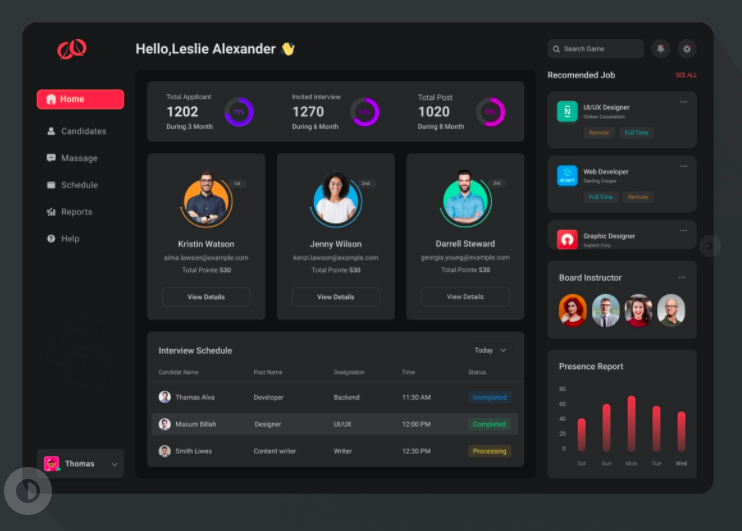 Hello,Leslie Alexander
Search Game
Home
Candidates
Massage
Schedule
Reports
Help
Thomas
Total Applicant
1202
During 3 Month
75%
Invited Interview
1270
During 6 Month
Total Post
1020
During 8 Month
55%
1st
Kristin Watson
alma.lawson@example.com
Total Pointe 530
View Details
2nd
Jenny Wilson
kenzi.lawson@example.com
Total Pointe 530
View Details
3rd
Darrell Steward
georgia.young@example.com
Total Pointe 530
View Details
Interview Schedule
Today
Candidat Name Post Name Designation Time Status
Thamas Alva Developer Backend 11:30 AM Incompleted
Masum Billah Designer UI/UX 12:00 PM Completed
Smith Liwes Content writer Writer 12:30 PM Processing
Recomended Job
SEE ALL
UI/UX Designer
Globex Corporation
Remote Full Time
Web Developer
Sterling Cooper
Full Time Remote
Graphic Designer
Soylent Corp
Board Instructor
Presence Report
80
60
40
20
0
Sat Sun Mos Tue Wed